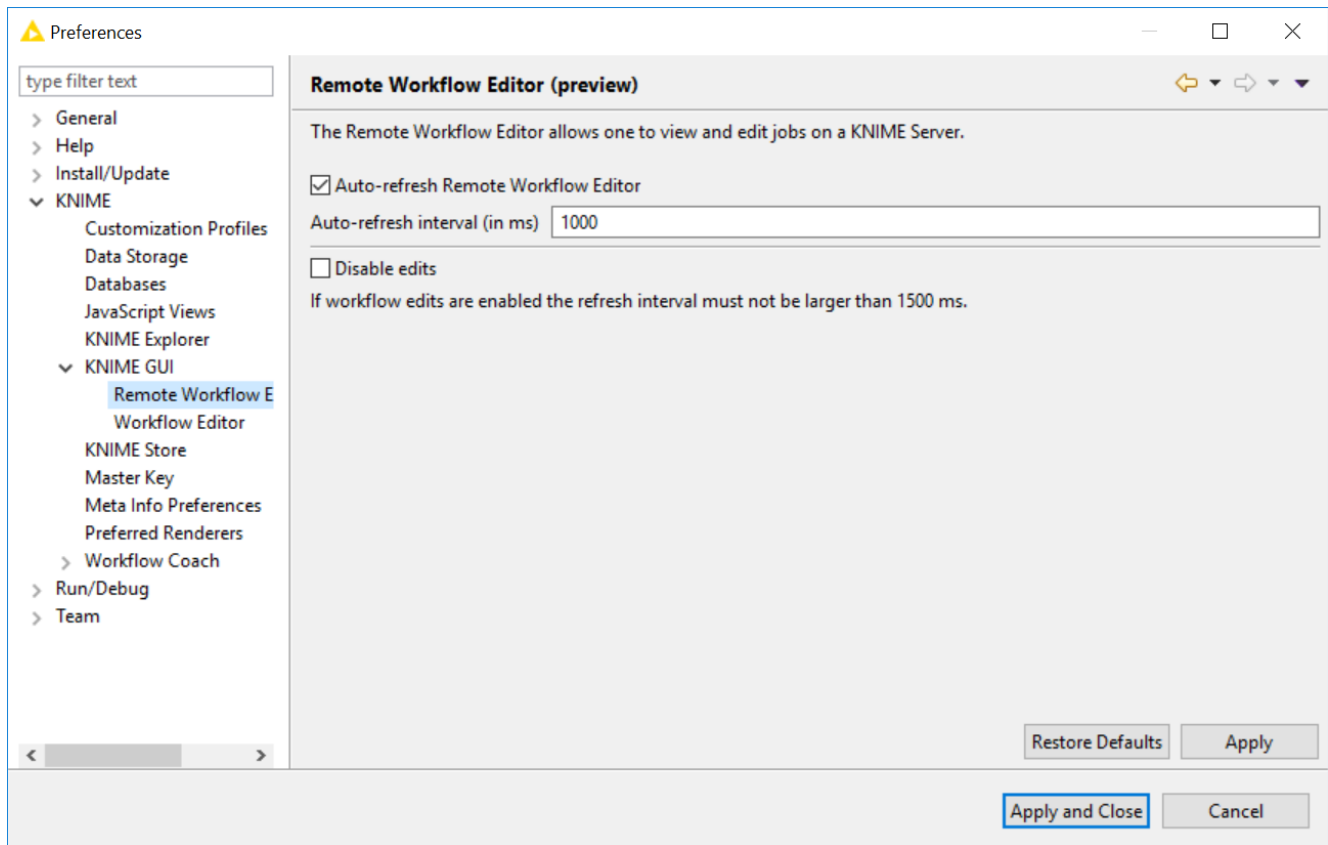 Preferences
type filter text
General
Help
Install/Update
KNIME
Customization Profiles
Data Storage
Databases
JavaScript Views
KNIME Explorer
KNIME GUI
Remote Workflow E
Workflow Editor
KNIME Store
Master Key
Meta Info Preferences
Preferred Renderers
Workflow Coach
Run/Debug
Team
Remote Workflow Editor (preview)
The Remote Workflow Editor allows one to view and edit jobs on a KNIME Server.
Auto-refresh Remote Workflow Editor
Auto-refresh interval (in ms) 1000
Disable edits
If workflow edits are enabled the refresh interval must not be larger than 1500 ms.
Restore Defaults Apply
Apply and Close Cancel